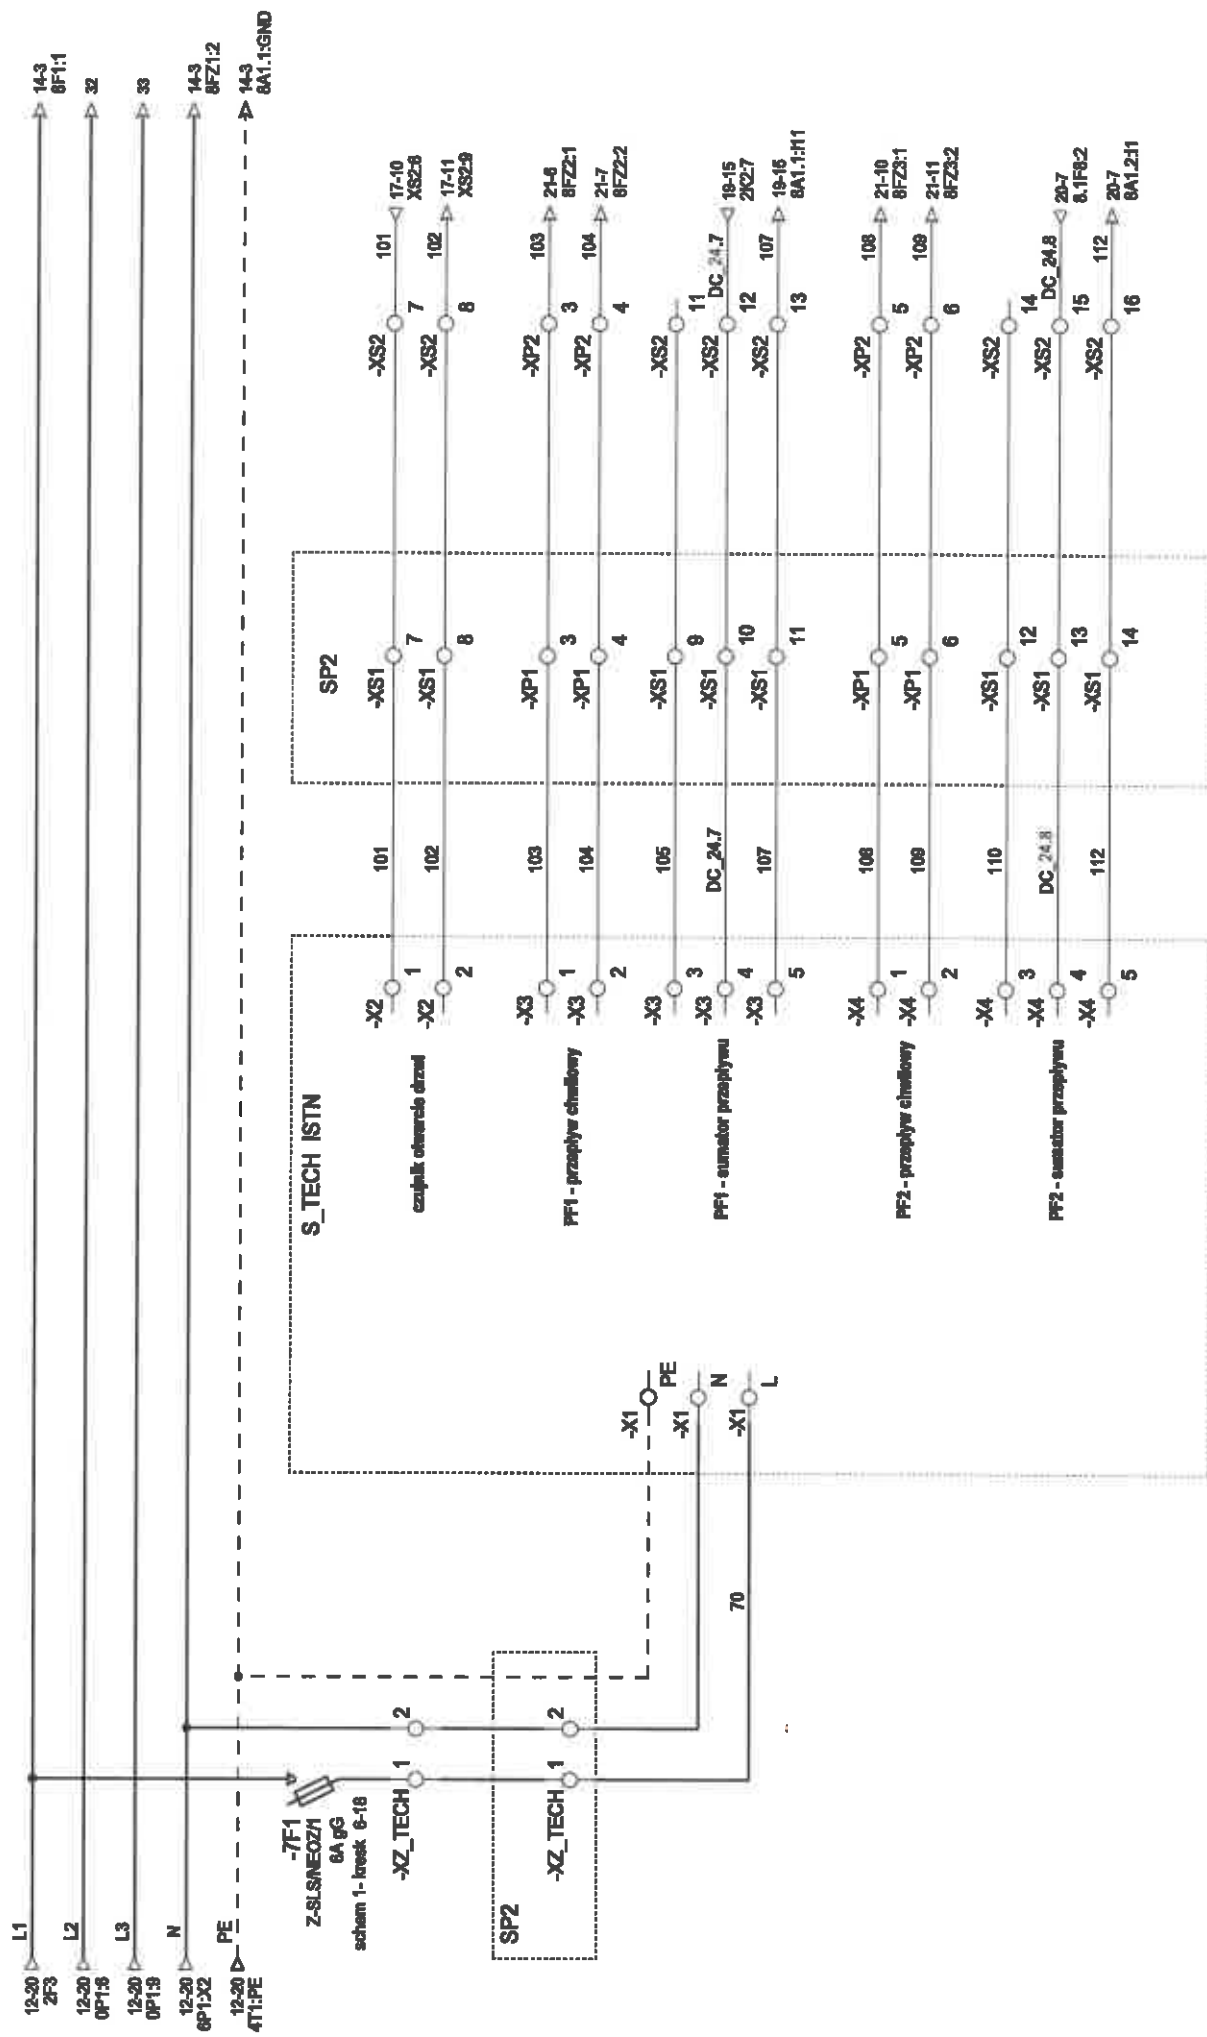 L1
12-20
2F3
L2
12-20
0P1:6
L3
12-20
0P1:9
N
12-20
6P1:X2
PE
12-20
4T1:PE
14-3
8F1:1
32
33
14-3
8FZ1:2
14-3
8A1.1:GND
-7F1
Z-SLS/NEOZ/1
6A gG
schem 1- kresk 6-18
-XZ_TECH
1
2
SP2
-XZ_TECH
1
2
70
S_TECH ISTN
-X1
PE
-X1
N
-X1
L
SP2
czujnik otwarcie drzwi
-X2
1
101
-XS1
7
-XS2
7
101
17-10
XS2:6
-X2
2
102
-XS1
8
-XS2
8
102
17-11
XS2:9
PF1 - przepływ chwilowy
-X3
1
103
-XP1
3
-XP2
3
103
21-6
8FZ2:1
-X3
2
104
-XP1
4
-XP2
4
104
21-7
8FZ2:2
PF1 - sumator przepływu
-X3
3
105
-XS1
9
-XS2
11
-X3
4
DC_24.7
-XS1
10
-XS2
12
DC_24.7
19-15
2K2:7
-X3
5
107
-XS1
11
-XS2
13
107
19-15
8A1.1:I11
PF2 - przepływ chwilowy
-X4
1
108
-XP1
5
-XP2
5
108
21-10
8FZ3:1
-X4
2
109
-XP1
6
-XP2
6
109
21-11
8FZ3:2
PF2 - sumator przepływu
-X4
3
110
-XS1
12
-XS2
14
-X4
4
DC_24.8
-XS1
13
-XS2
15
DC_24.8
20-7
8.1F8:2
-X4
5
112
-XS1
14
-XS2
16
112
20-7
8A1.2:I1